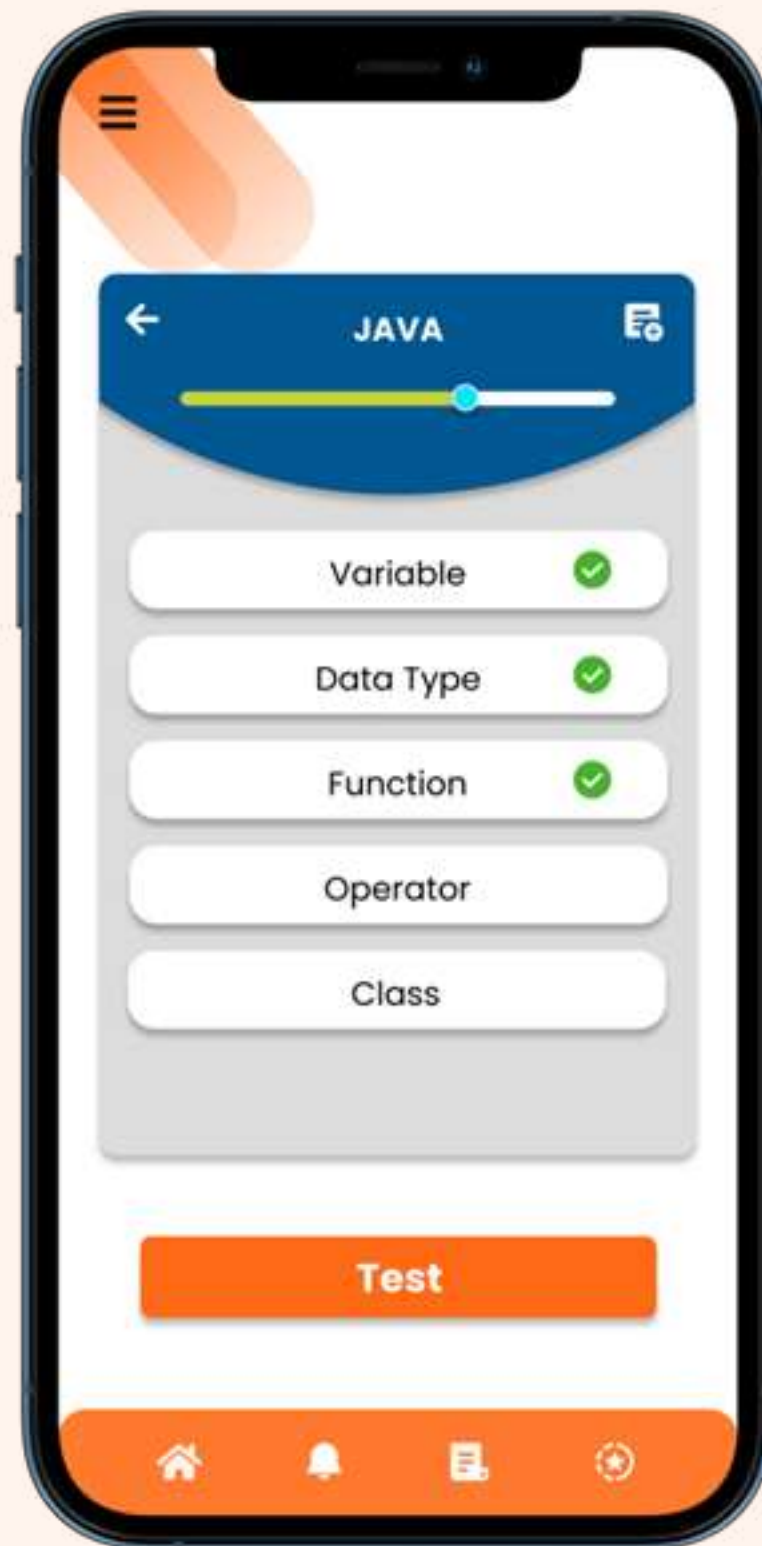 JAVA
Variable
Data Type
Function
Operator
Class
Test